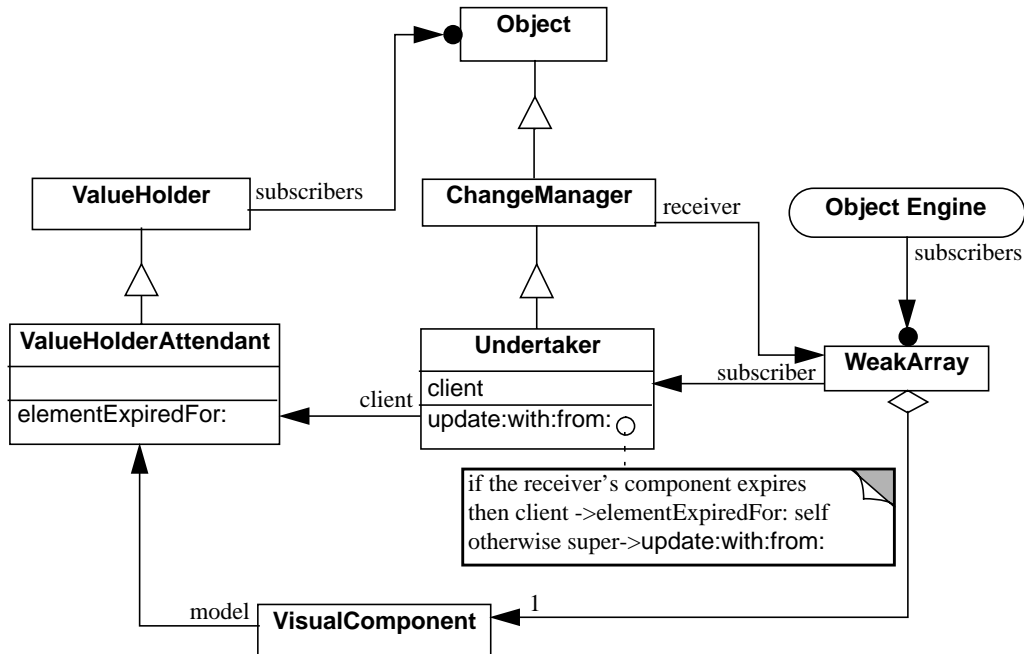 Object
ValueHolder
subscribers
ChangeManager
receiver
Object Engine
subscribers
ValueHolderAttendant
elementExpiredFor:
client
Undertaker
client
update:with:from:
subscriber
WeakArray
if the receiver’s component expires
then client ->elementExpiredFor: self
otherwise super->update:with:from:
model
VisualComponent
1